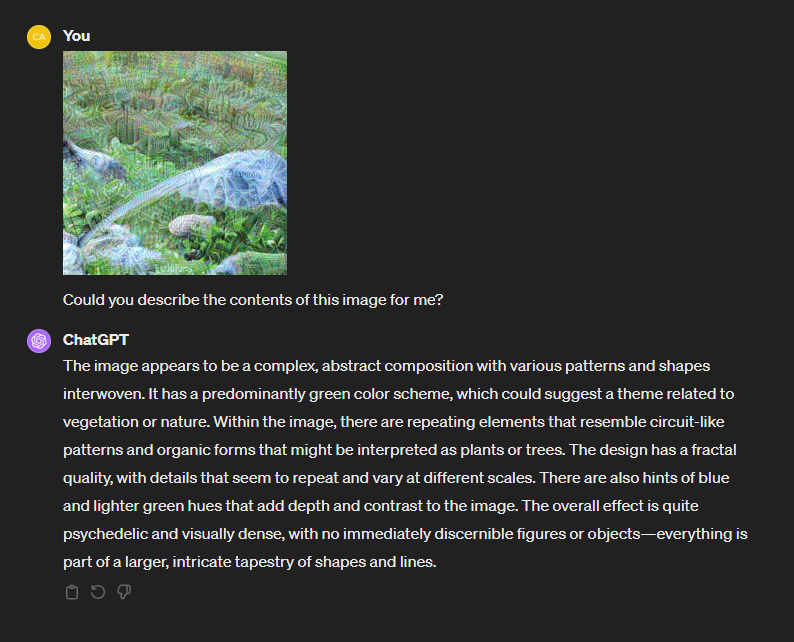 CA
You
Could you describe the contents of this image for me?
ChatGPT
The image appears to be a complex, abstract composition with various patterns and shapes
interwoven. It has a predominantly green color scheme, which could suggest a theme related to
vegetation or nature. Within the image, there are repeating elements that resemble circuit-like
patterns and organic forms that might be interpreted as plants or trees. The design has a fractal
quality, with details that seem to repeat and vary at different scales. There are also hints of blue
and lighter green hues that add depth and contrast to the image. The overall effect is quite
psychedelic and visually dense, with no immediately discernible figures or objects—everything is
part of a larger, intricate tapestry of shapes and lines.